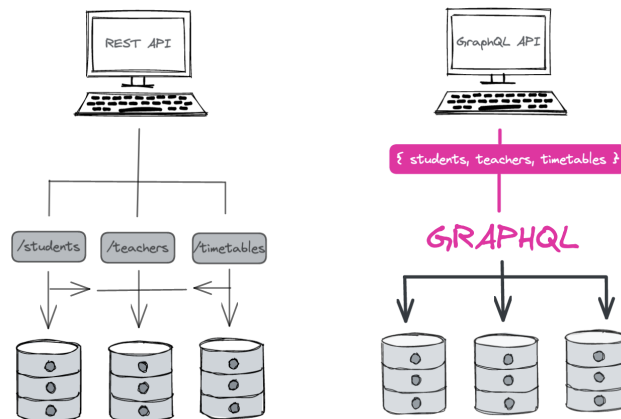 REST API
GraphQL API
{ students, teachers, timetables }
/students
/teachers
/timetables
GRAPHQL